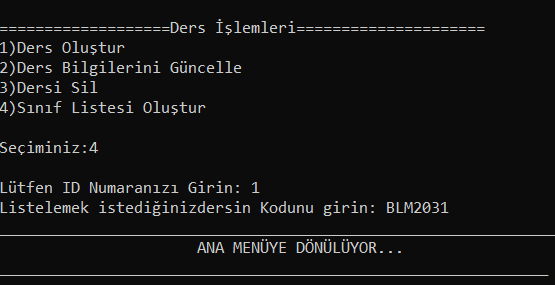 ===================Ders İşlemleri=====================
1)Ders Oluştur
2)Ders Bilgilerini Güncelle
3)Dersi Sil
4)Sınıf Listesi Oluştur
Seçiminiz:4
Lütfen ID Numaranızı Girin: 1
Listelemek istediğinizdersin Kodunu girin: BLM2031
ANA MENÜYE DÖNÜLÜYOR...